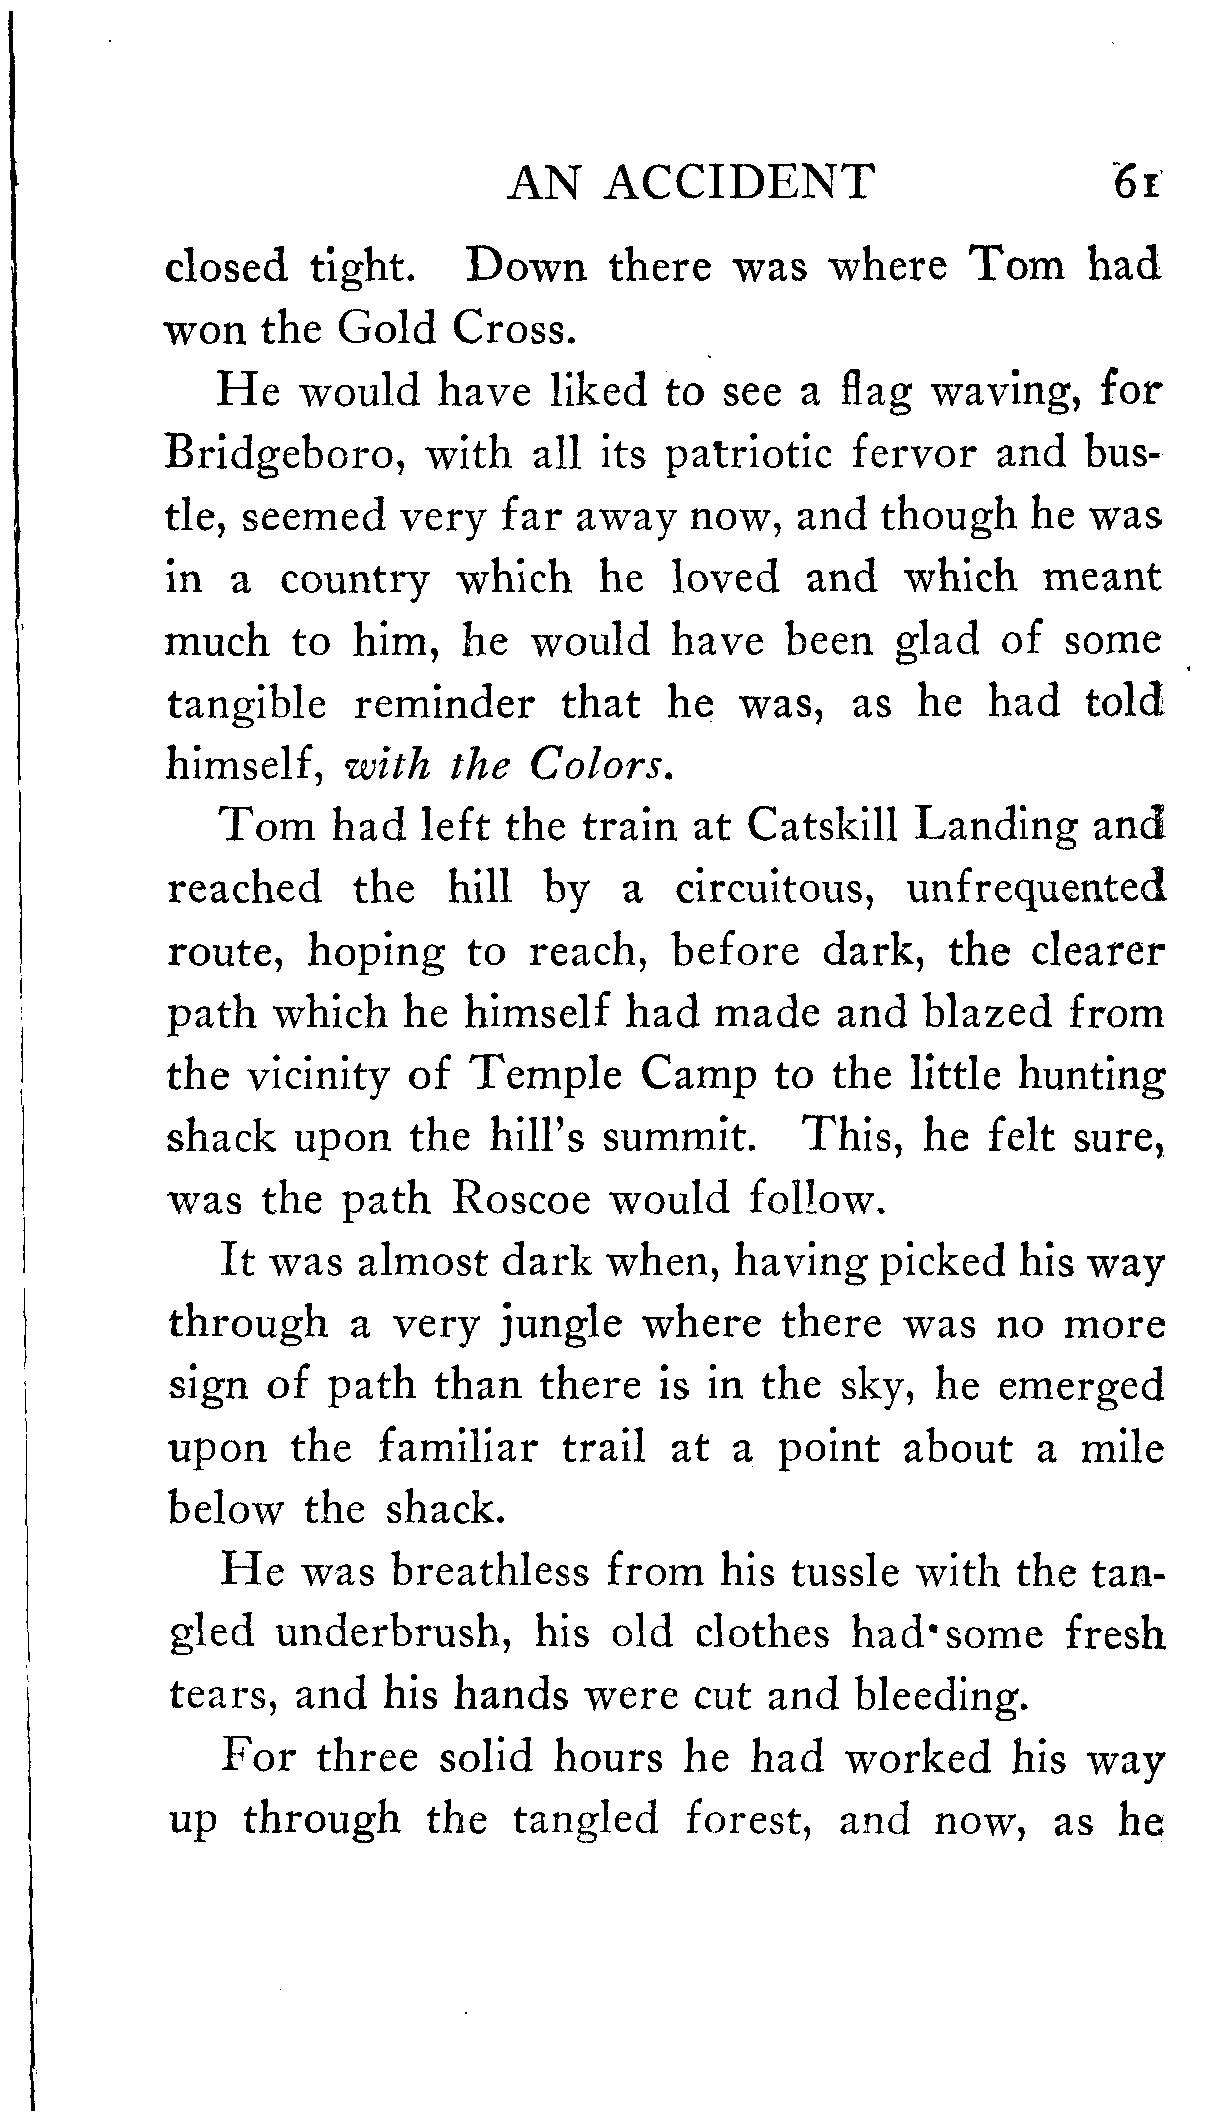 AN ACCIDENT 61
closed tight. Down there was where Tom had
won the Gold Cross.
He would have liked to see a flag waving, for
Bridgeboro, with all its patriotic fervor and bus-
tle, seemed very far away now, and though he was
in a country which he loved and which meant
much to him, he would have been glad of some
tangible reminder that he was, as he had told
himself, with the Colors.
Tom had left the train at Catskill Landing and
reached the hill by a circuitous, unfrequented
route, hoping to reach, before dark, the clearer
path which he himself had made and blazed from
the vicinity of Temple Camp to the little hunting
shack upon the hill's summit. This, he felt sure,
was the path Roscoe would follow.
It was almost dark when, having picked his way
through a very jungle where there was no more
sign of path than there is in the sky, he emerged
upon the familiar trail at a point about a mile
below the shack.
He was breathless from his tussle with the tan-
gled underbrush, his old clothes had some fresh
tears, and his hands were cut and bleeding.
For three solid hours he had worked his way
up through the tangled forest, and now, as he